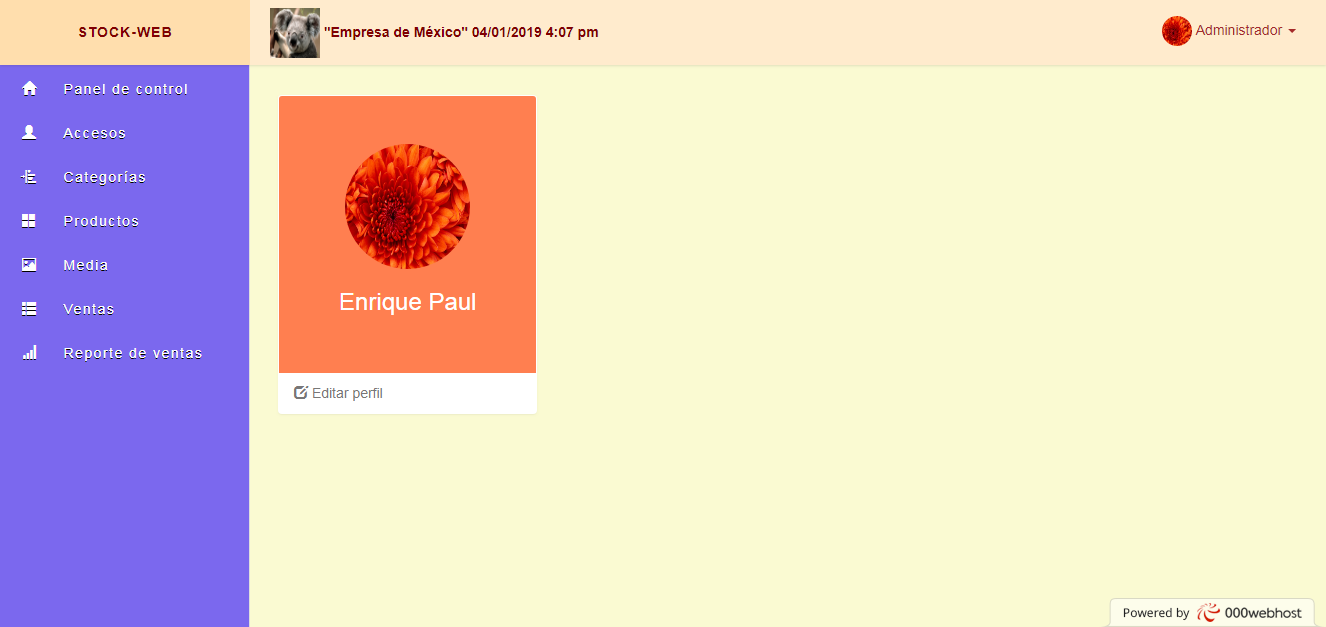 STOCK-WEB
"Empresa de México" 04/01/2019 4:07 pm
Administrador
Panel de control
Accesos
Categorías
Productos
Media
Ventas
Reporte de ventas
Enrique Paul
Editar perfil
Powered by 000webhost